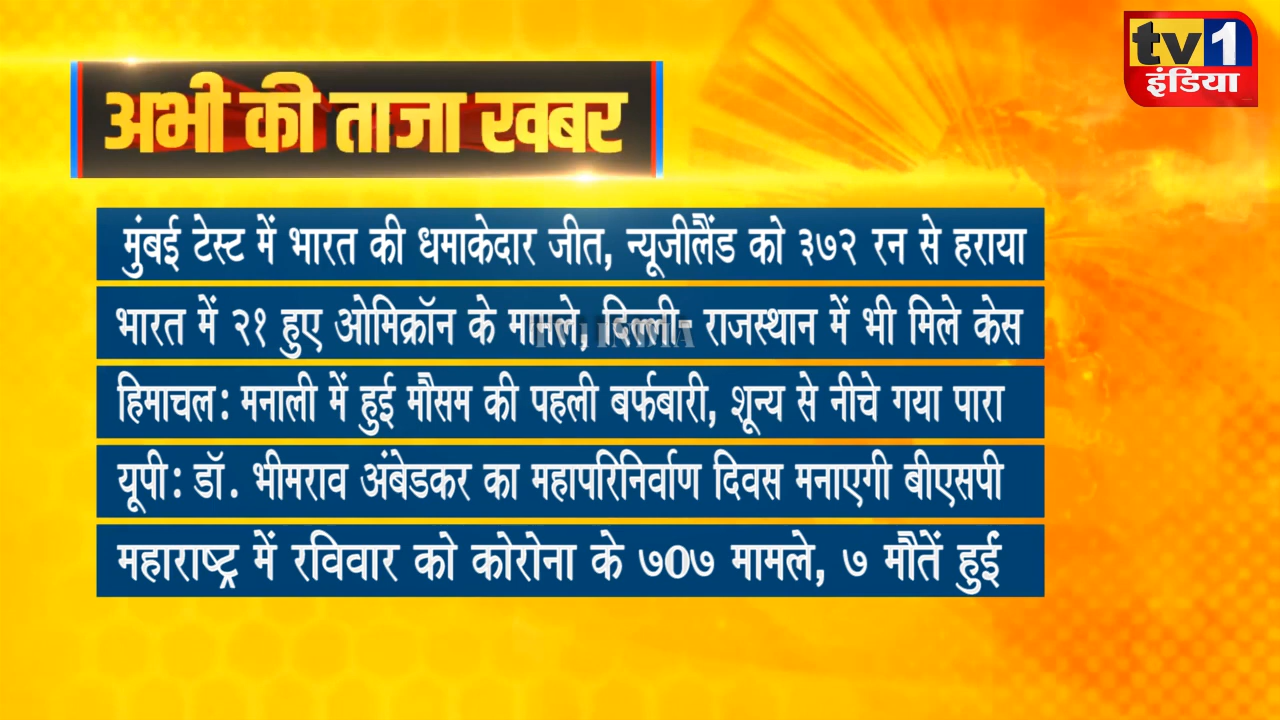 tv1
इंडिया
अभी की ताजा खबर
मुंबई टेस्ट में भारत की धमाकेदार जीत, न्यूजीलैंड को ३७२ रन से हराया
भारत में २१ हुए ओमिक्रॉन के मामले, दिल्ली- राजस्थान में भी मिले केस
हिमाचल: मनाली में हुई मौसम की पहली बर्फबारी, शून्य से नीचे गया पारा
यूपी: डॉ. भीमराव अंबेडकर का महापरिनिर्वाण दिवस मनाएगी बीएसपी
महाराष्ट्र में रविवार को कोरोना के ७0७ मामले, ७ मौतें हुई